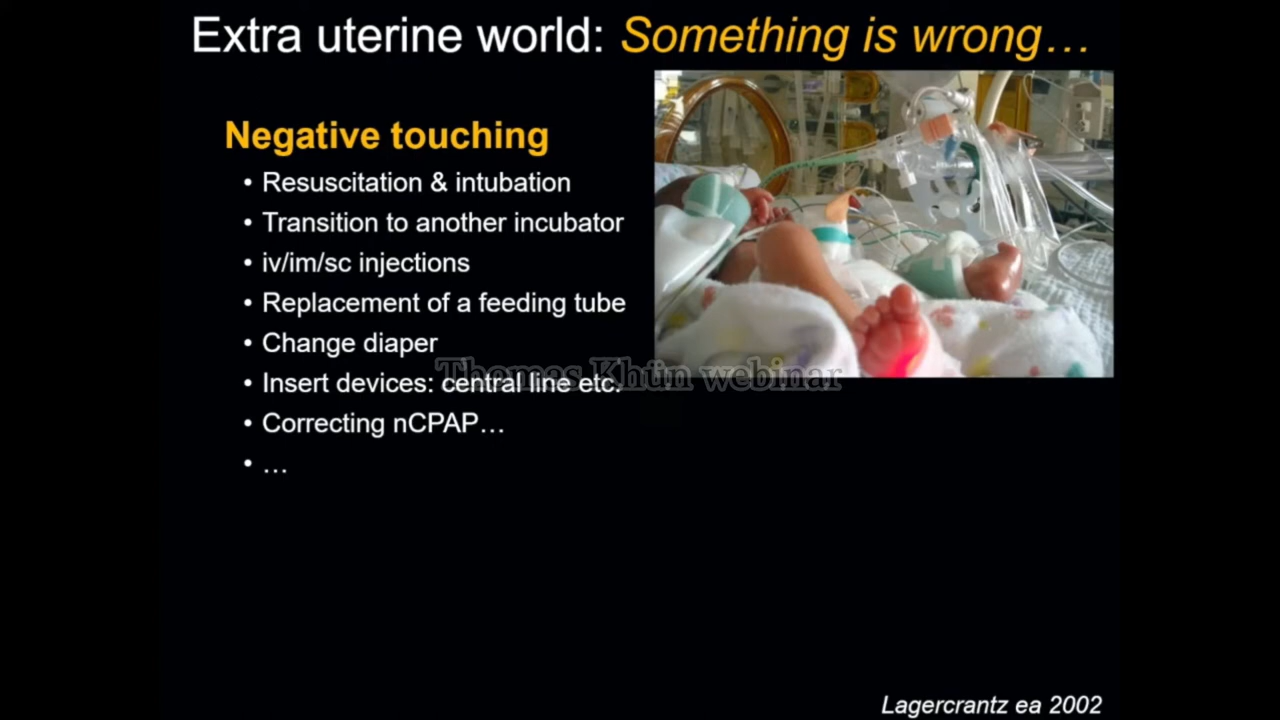 Extra uterine world: Something is wrong…
Negative touching
• Resuscitation & intubation
• Transition to another incubator
• iv/im/sc injections
• Replacement of a feeding tube
• Change diaper
• Insert devices: central line etc.
• Correcting nCPAP…
• …
Thomas Khün webinar
Lagercrantz ea 2002